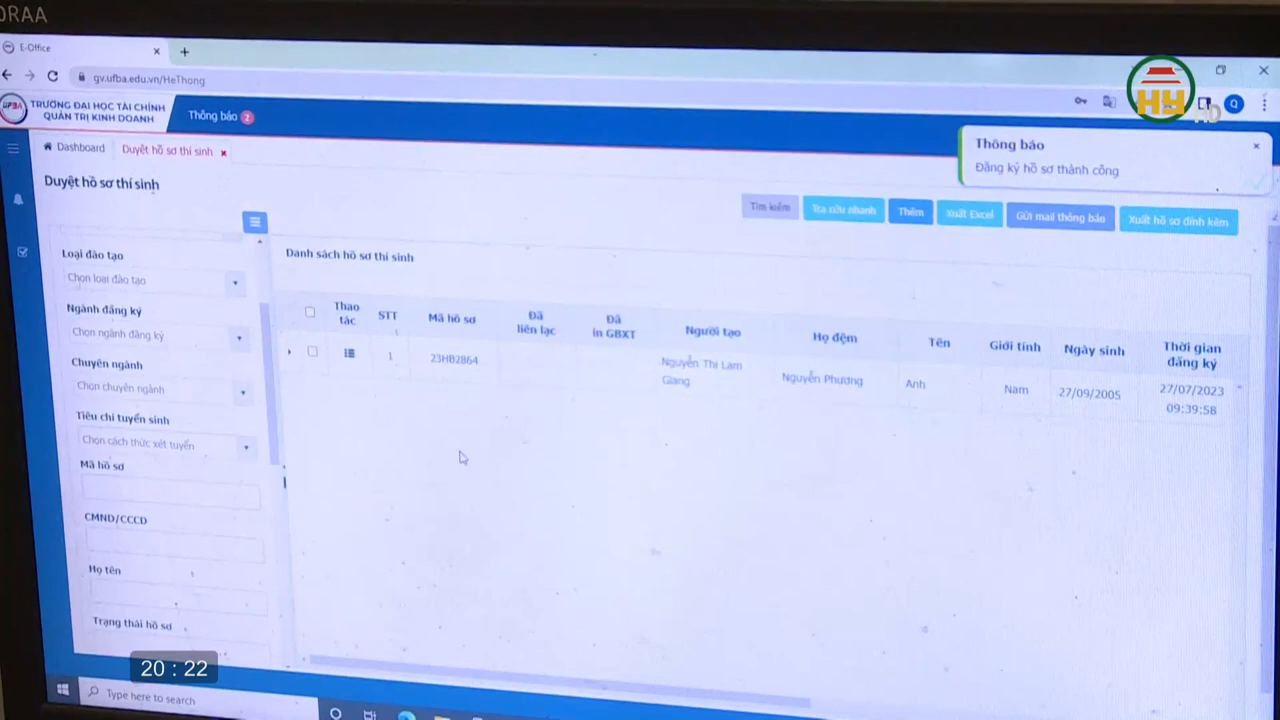 ORAA
E-Office
gv.ufba.edu.vn/HeThong
UFBA
TRƯỜNG ĐẠI HỌC TÀI CHÍNH
QUẢN TRỊ KINH DOANH
Thông báo 2
Q
HY
HD
Dashboard
Duyệt hồ sơ thí sinh
Thông báo
Đăng ký hồ sơ thành công
Duyệt hồ sơ thí sinh
Tìm kiếm
Tra cứu nhanh
Thêm
Xuất Excel
Gửi mail thông báo
Xuất hồ sơ đính kèm
Loại đào tạo
Chọn loại đào tạo
Ngành đăng ký
Chọn ngành đăng ký
Chuyên ngành
Chọn chuyên ngành
Tiêu chí tuyển sinh
Chọn cách thức xét tuyển
Mã hồ sơ
CMND/CCCD
Họ tên
Trạng thái hồ sơ
Danh sách hồ sơ thí sinh
Thao tác
STT
Mã hồ sơ
Đã liên lạc
Đã in GBXT
Người tạo
Họ đệm
Tên
Giới tính
Ngày sinh
Thời gian đăng ký
1
23HB2864
Nguyễn Thị Lam Giang
Nguyễn Phương
Anh
Nam
27/09/2005
27/07/2023 09:39:58
20 : 22
Type here to search